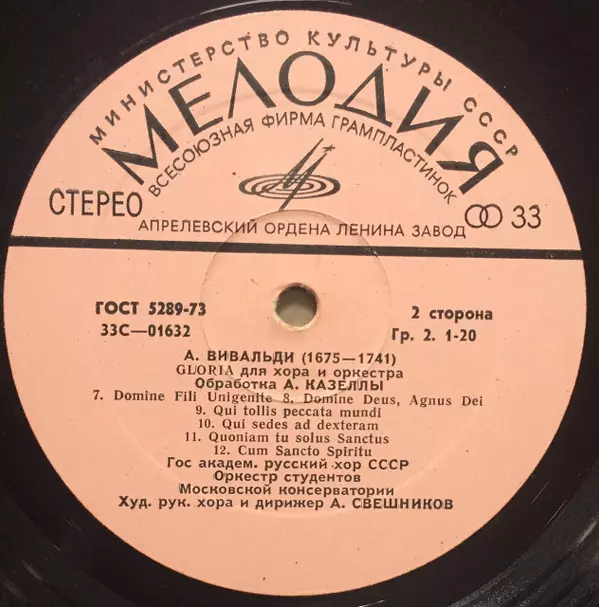 МИНИСТЕРСТВО КУЛЬТУРЫ СССР
МЕЛОДИЯ
ВСЕСОЮЗНАЯ ФИРМА ГРАМПЛАСТИНОК
СТЕРЕО
33
АПРЕЛЕВСКИЙ ОРДЕНА ЛЕНИНА ЗАВОД
ГОСТ 5289-73
2 сторона
33С—01632
Гр. 2. 1-20
А. ВИВАЛЬДИ (1675—1741)
GLORIA для хора и оркестра
Обработка А. КАЗЕЛЛЫ
7. Domine Fili Unigenite 8. Domine Deus, Agnus Dei
9. Qui tollis peccata mundi
10. Qui sedes ad dexteram
11. Quoniam tu solus Sanctus
12. Cum Sancto Spiritu
Гос академ. русский хор СССР
Оркестр студентов
Московской консерватории
Худ. рук. хора и дирижер А. СВЕШНИКОВ